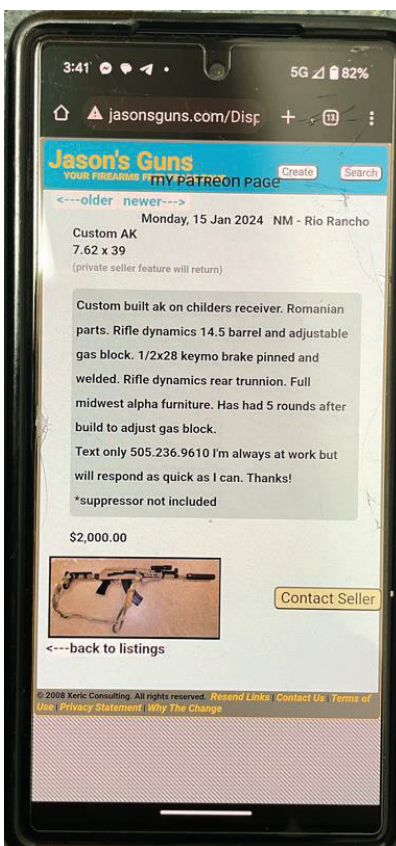 3:41
5G 82%
jasonsguns.com/Disp
13
Jason's Guns
YOUR FIREARMS
MY PATREON PAGE
Create
Search
<---older newer--->
Monday, 15 Jan 2024 NM - Rio Rancho
Custom AK
7.62 x 39
(private seller feature will return)
Custom built ak on childers receiver. Romanian
parts. Rifle dynamics 14.5 barrel and adjustable
gas block. 1/2x28 keymo brake pinned and
welded. Rifle dynamics rear trunnion. Full
midwest alpha furniture. Has had 5 rounds after
build to adjust gas block.
Text only 505.236.9610 I'm always at work but
will respond as quick as I can. Thanks!
*suppressor not included
$2,000.00
Contact Seller
<---back to listings
© 2008 Xeric Consulting. All rights reserved. Resend Links | Contact Us | Terms of
Use | Privacy Statement | Why The Change